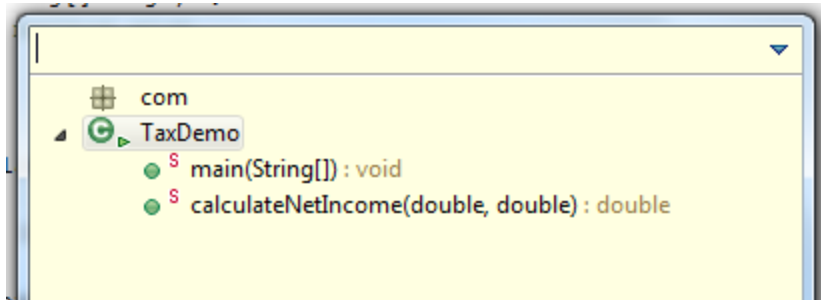 com
TaxDemo
S main(String[]) : void
S calculateNetIncome(double, double) : double